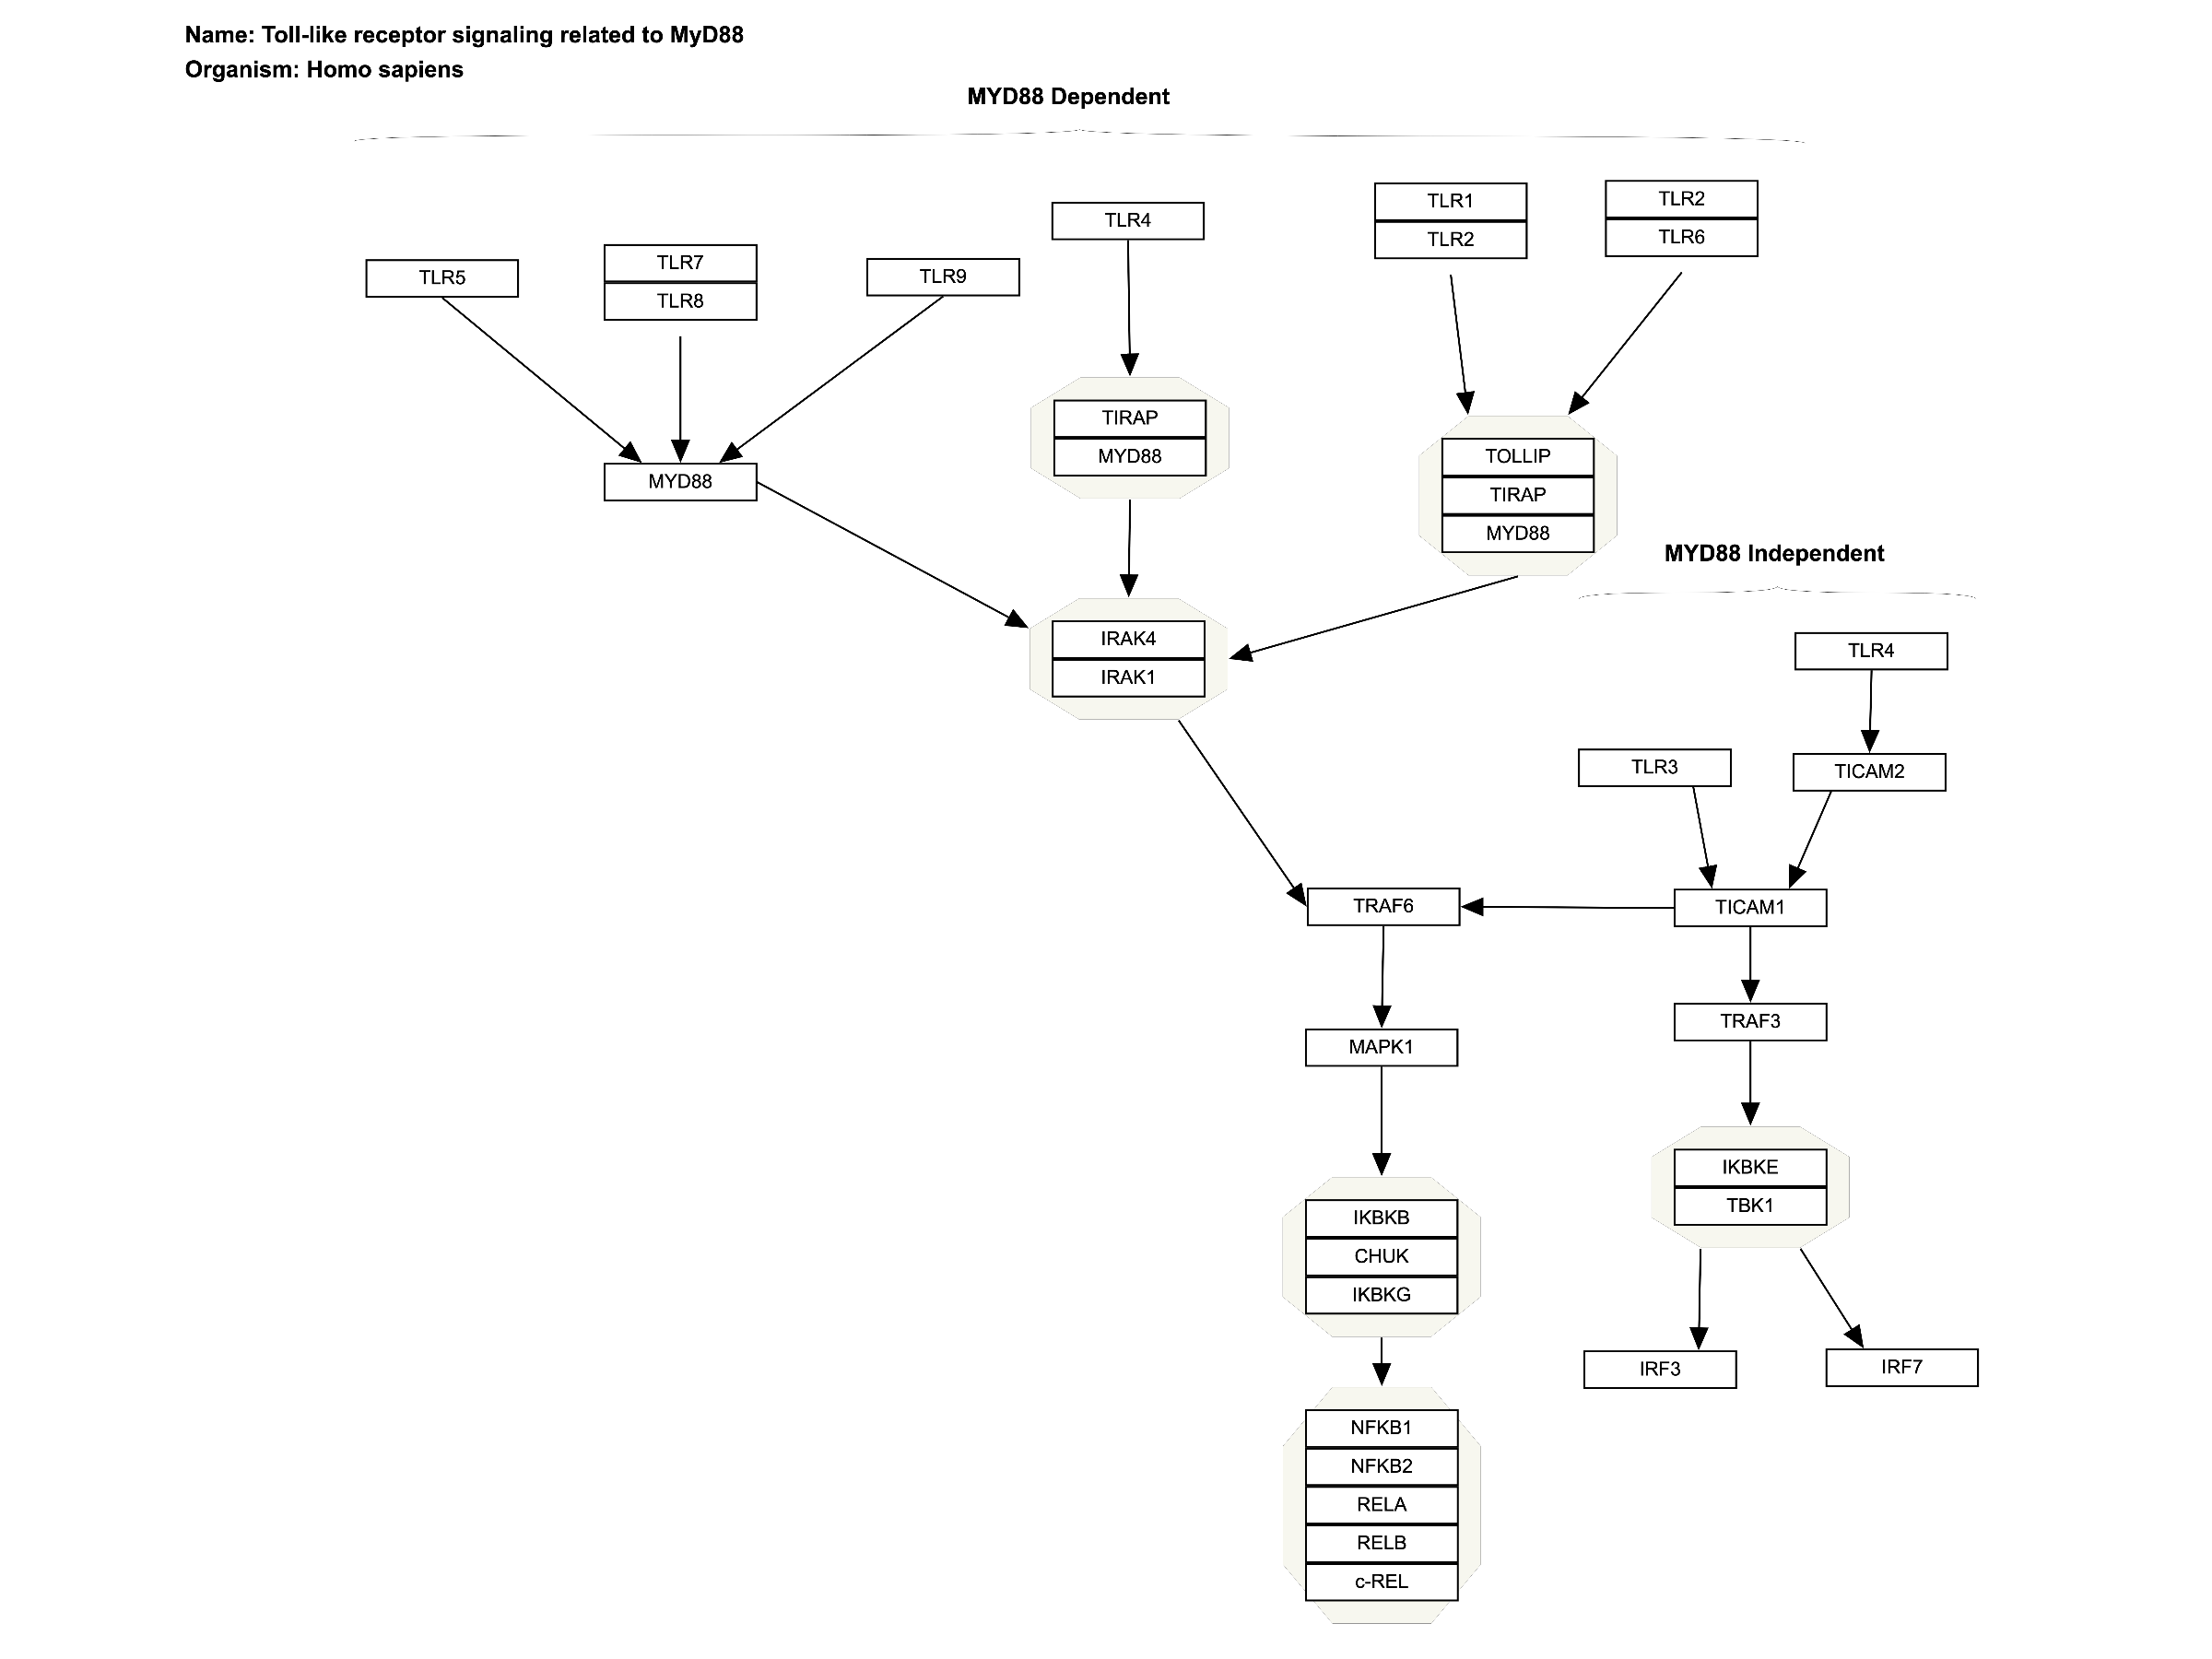 Name: Toll-like receptor signaling related to MyD88
Organism: Homo sapiens
MYD88 Dependent
TLR5
TLR7
TLR8
TLR9
TLR4
TLR1
TLR2
TLR2
TLR6
MYD88
TIRAP
MYD88
TOLLIP
TIRAP
MYD88
IRAK4
IRAK1
MYD88 Independent
TLR4
TLR3
TICAM2
TRAF6
TICAM1
MAPK1
TRAF3
IKBKB
CHUK
IKBKG
IKBKE
TBK1
IRF3
IRF7
NFKB1
NFKB2
RELA
RELB
c-REL